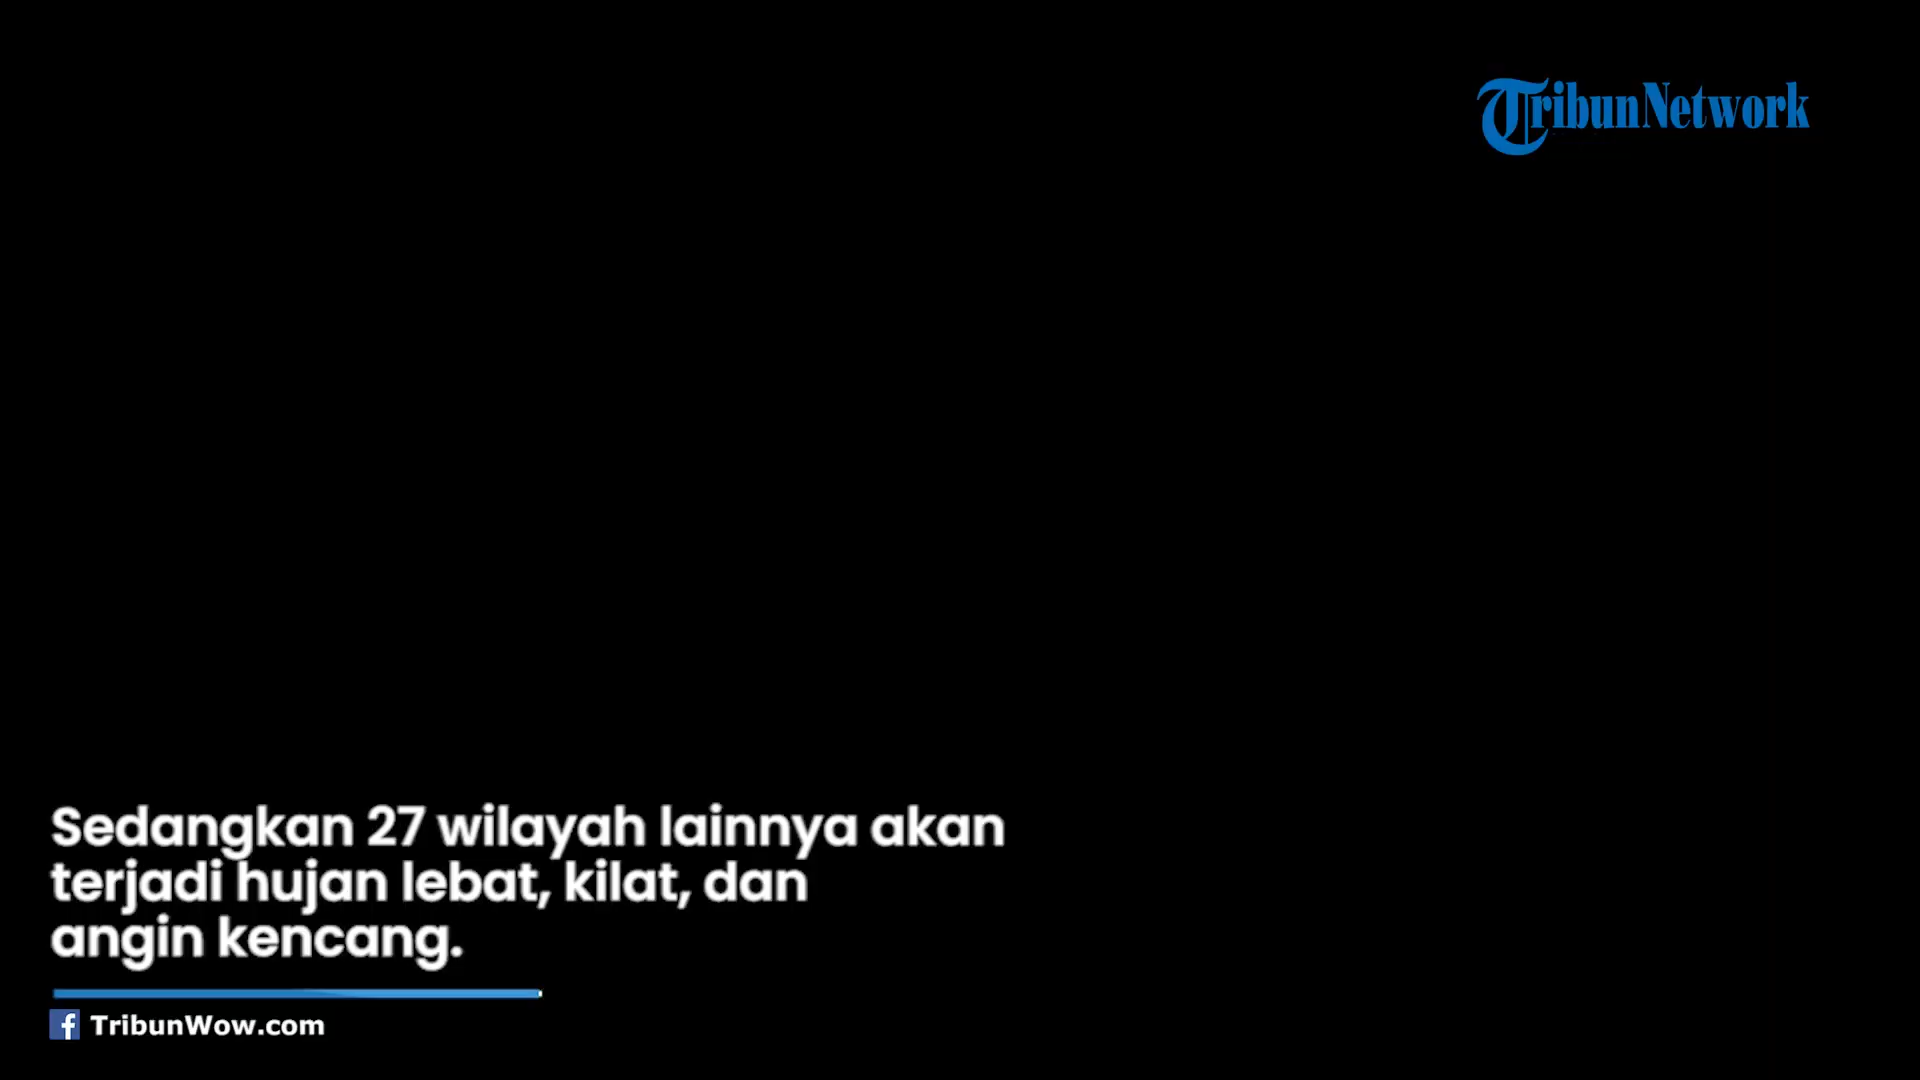 TribunNetwork
Sedangkan 27 wilayah lainnya akan
terjadi hujan lebat, kilat, dan
angin kencang.
TribunWow.com